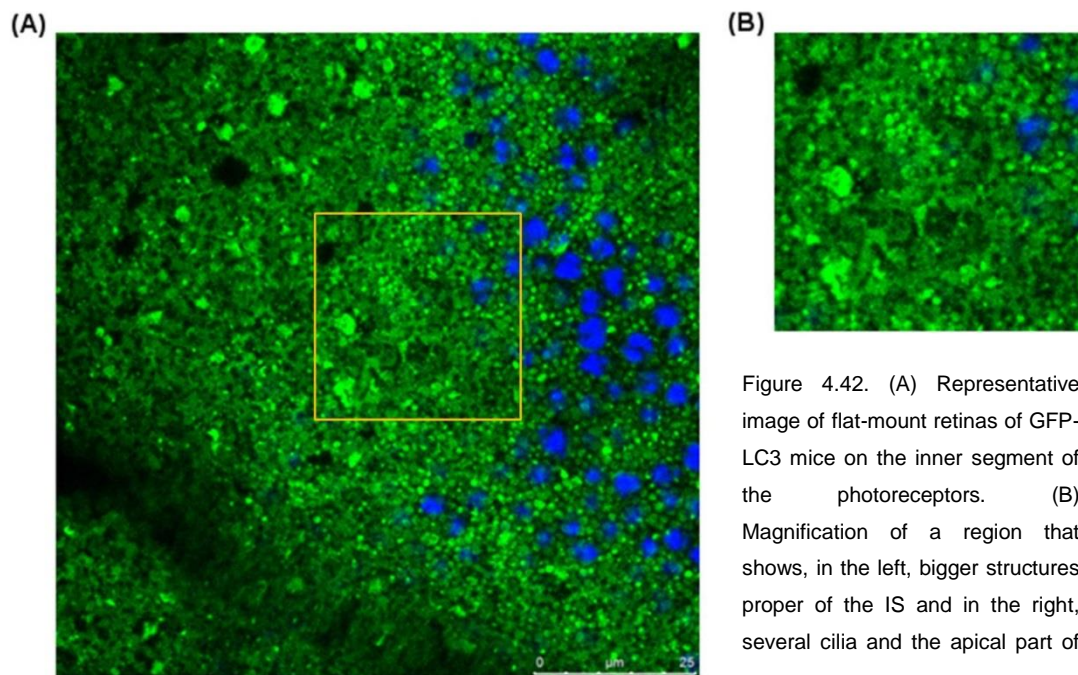 (A)
(B)
0 µm 25
Figure 4.42. (A) Representative
image of flat-mount retinas of GFP-
LC3 mice on the inner segment of
the photoreceptors. (B)
Magnification of a region that
shows, in the left, bigger structures
proper of the IS and in the right,
several cilia and the apical part of